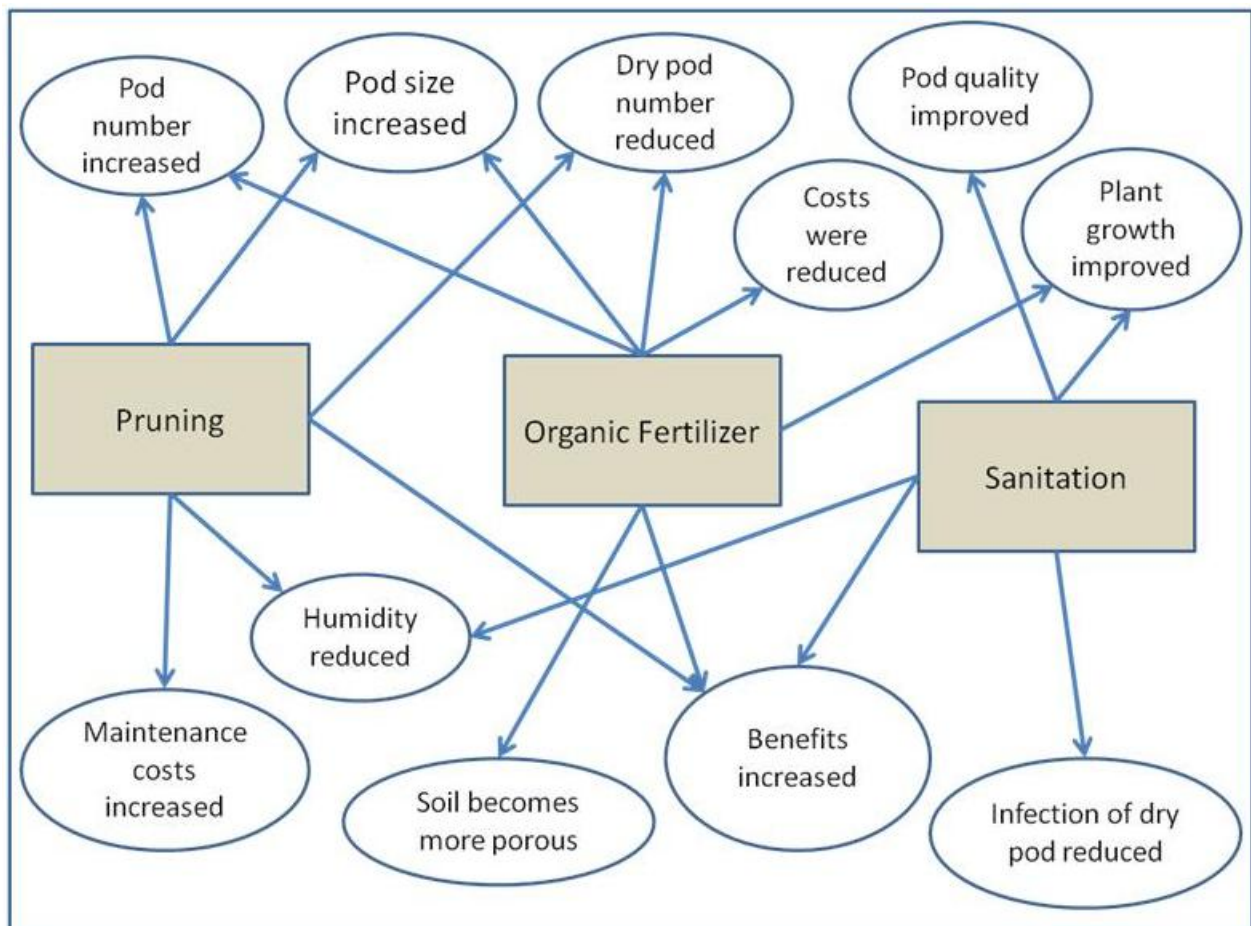 Pod
number
increased
Pod size
increased
Dry pod
number
reduced
Pod quality
improved
Costs
were
reduced
Plant
growth
improved
Pruning
Organic Fertilizer
Sanitation
Humidity
reduced
Maintenance
costs
increased
Soil becomes
more porous
Benefits
increased
Infection of dry
pod reduced